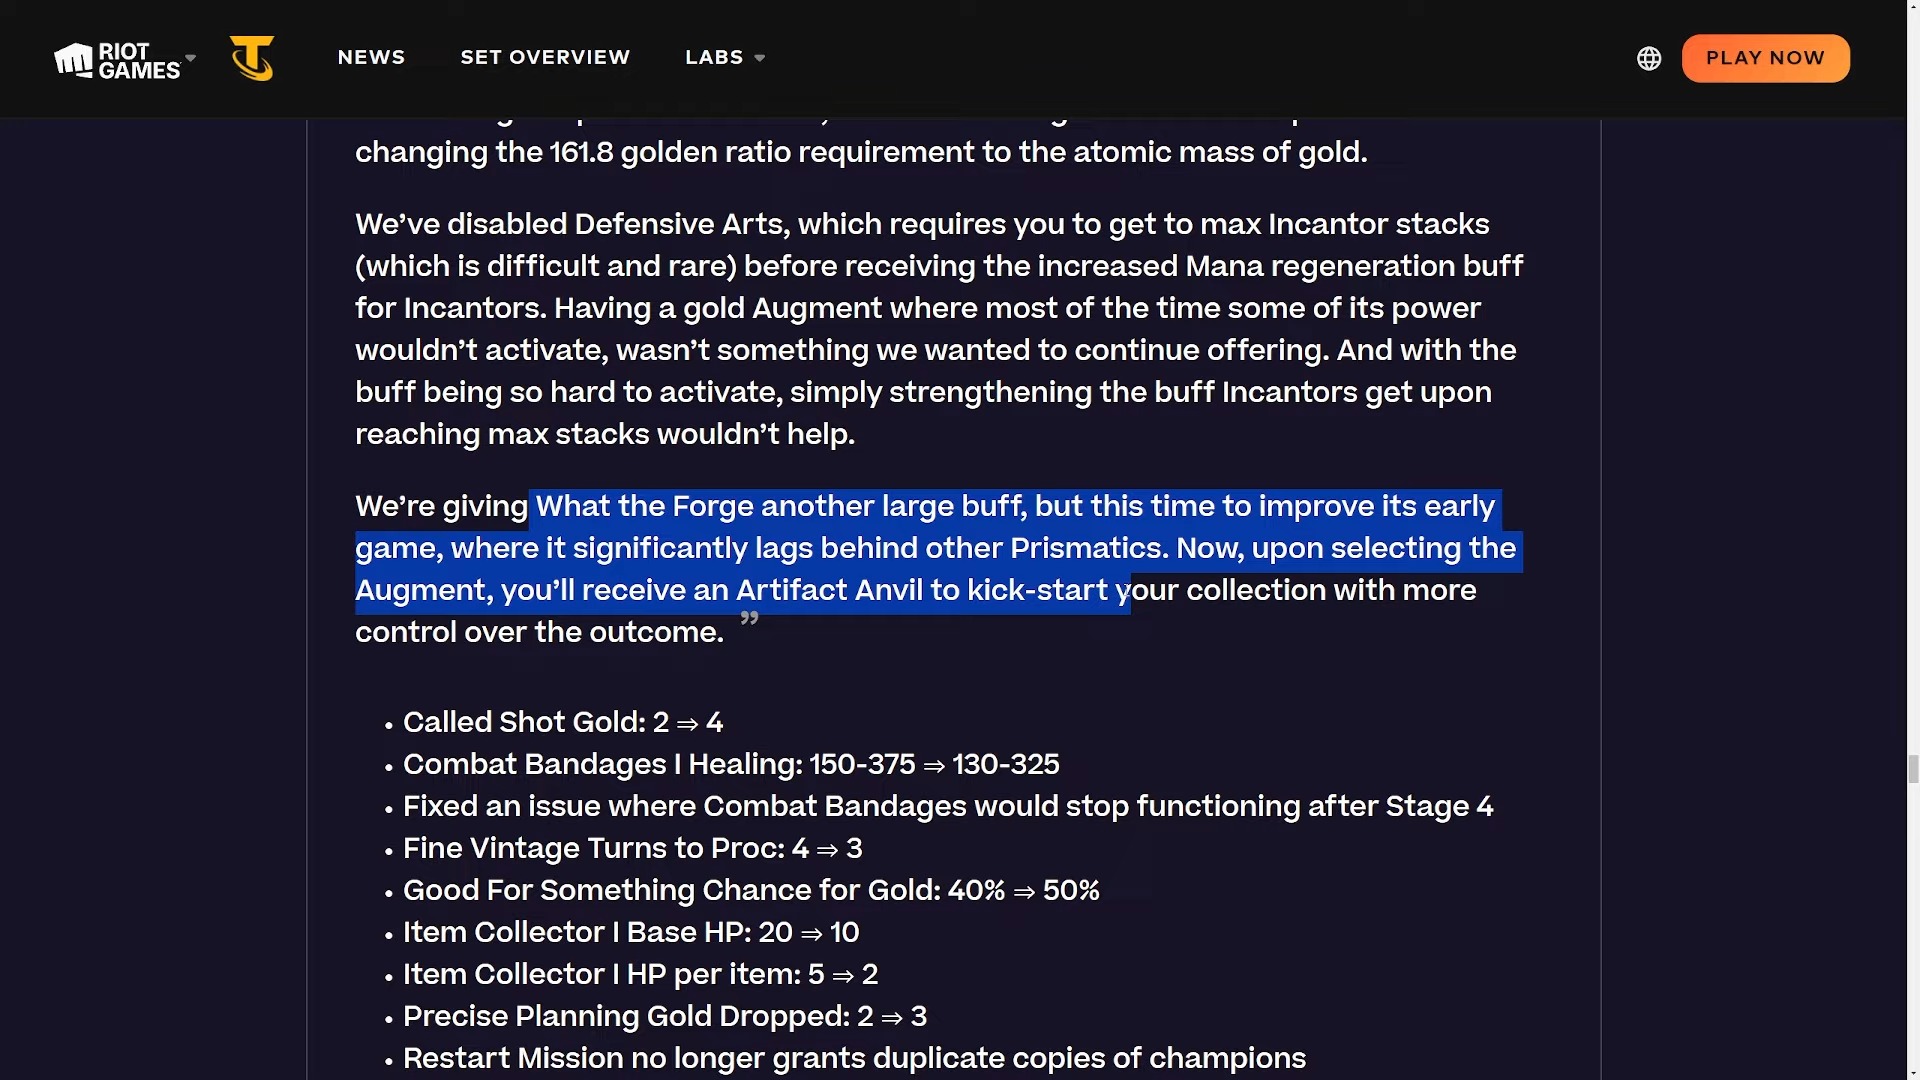 RIOT GAMES
NEWS
SET OVERVIEW
LABS
PLAY NOW
changing the 161.8 golden ratio requirement to the atomic mass of gold.
We’ve disabled Defensive Arts, which requires you to get to max Incantor stacks
(which is difficult and rare) before receiving the increased Mana regeneration buff
for Incantors. Having a gold Augment where most of the time some of its power
wouldn’t activate, wasn’t something we wanted to continue offering. And with the
buff being so hard to activate, simply strengthening the buff Incantors get upon
reaching max stacks wouldn’t help.
We’re giving What the Forge another large buff, but this time to improve its early
game, where it significantly lags behind other Prismatics. Now, upon selecting the
Augment, you’ll receive an Artifact Anvil to kick-start your collection with more
control over the outcome. ”
• Called Shot Gold: 2 ⇒ 4
• Combat Bandages I Healing: 150-375 ⇒ 130-325
• Fixed an issue where Combat Bandages would stop functioning after Stage 4
• Fine Vintage Turns to Proc: 4 ⇒ 3
• Good For Something Chance for Gold: 40% ⇒ 50%
• Item Collector I Base HP: 20 ⇒ 10
• Item Collector I HP per item: 5 ⇒ 2
• Precise Planning Gold Dropped: 2 ⇒ 3
• Restart Mission no longer grants duplicate copies of champions